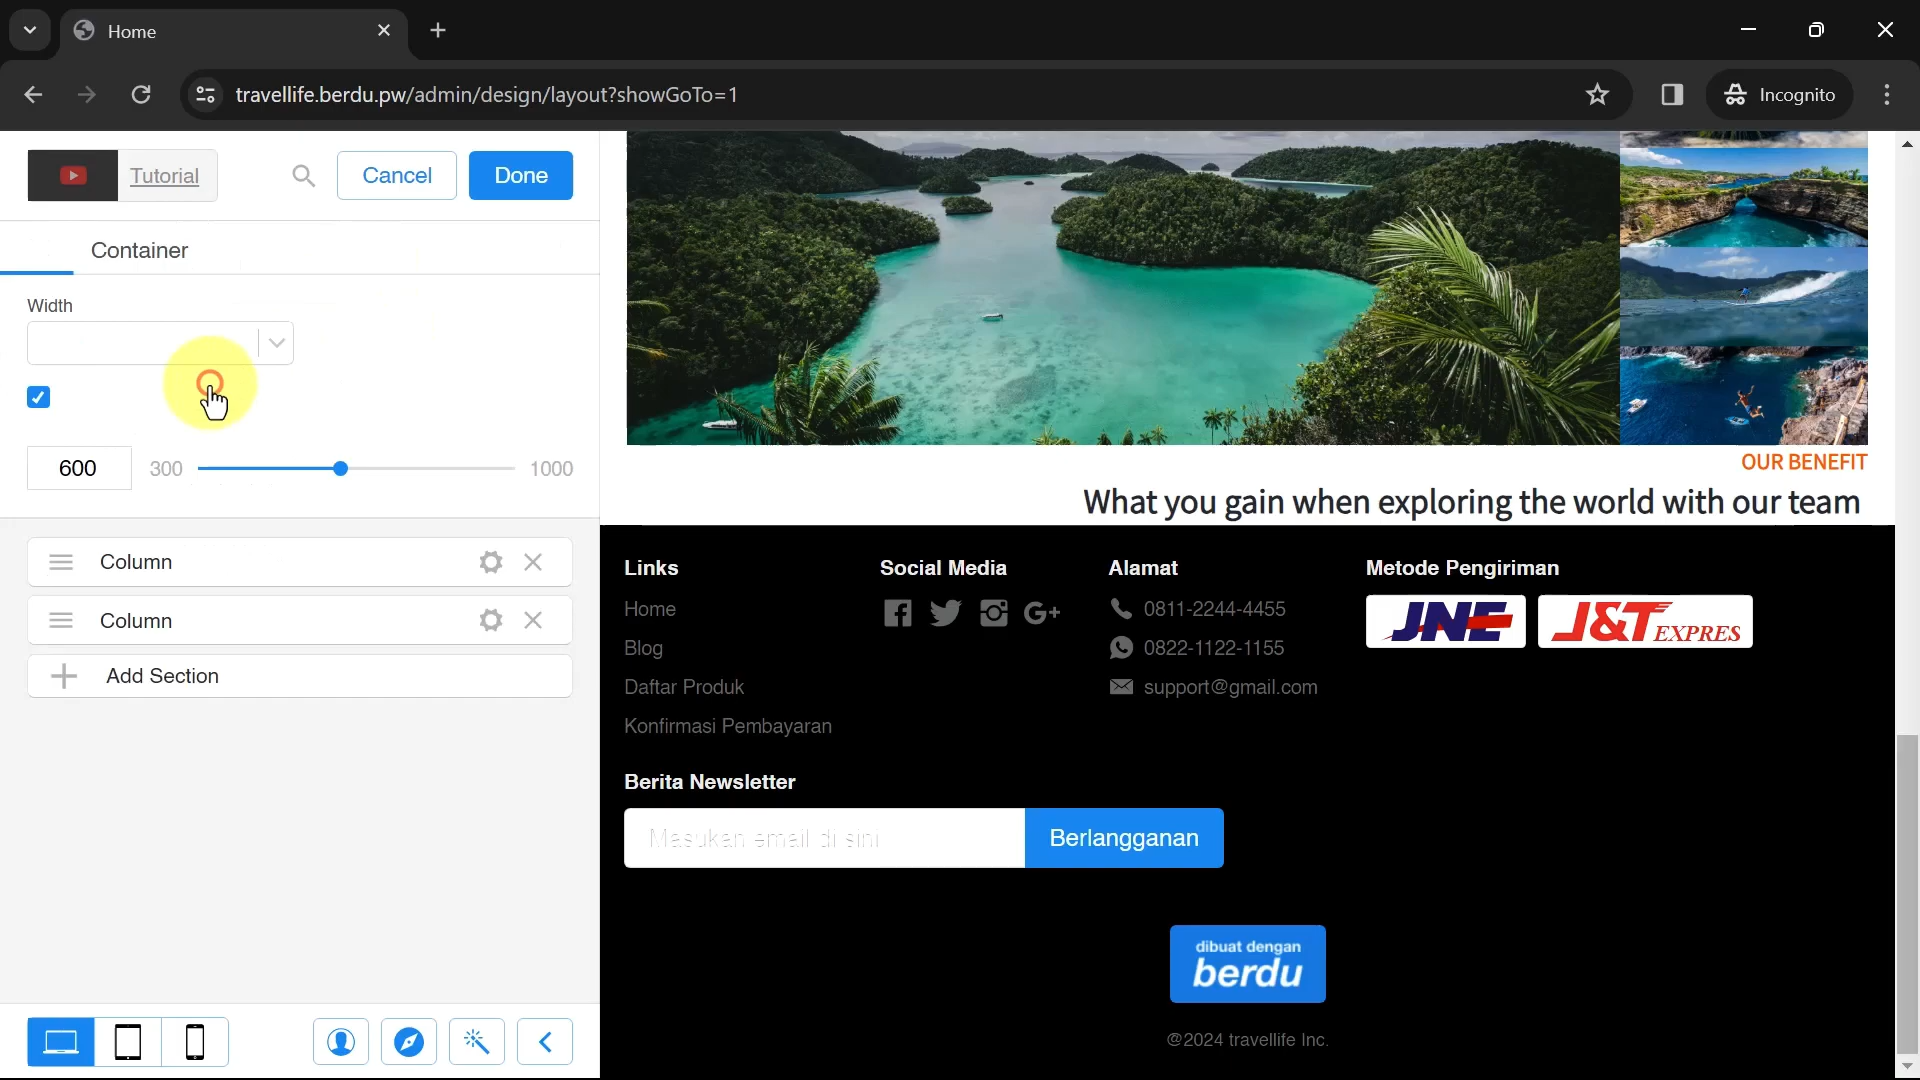 Home
travellife.berdu.pw/admin/design/layout?showGoTo=1
Incognito
Tutorial
Cancel
Done
Container
Width
600
300
1000
Column
Column
Add Section
OUR BENEFIT
What you gain when exploring the world with our team
Links
Home
Blog
Daftar Produk
Konfirmasi Pembayaran
Social Media
Alamat
0811-2244-4455
0822-1122-1155
support@gmail.com
Metode Pengiriman
JNE
J&T EXPRES
Berita Newsletter
Masukan email di sini
Berlangganan
dibuat dengan
berdu
@2024 travellife Inc.